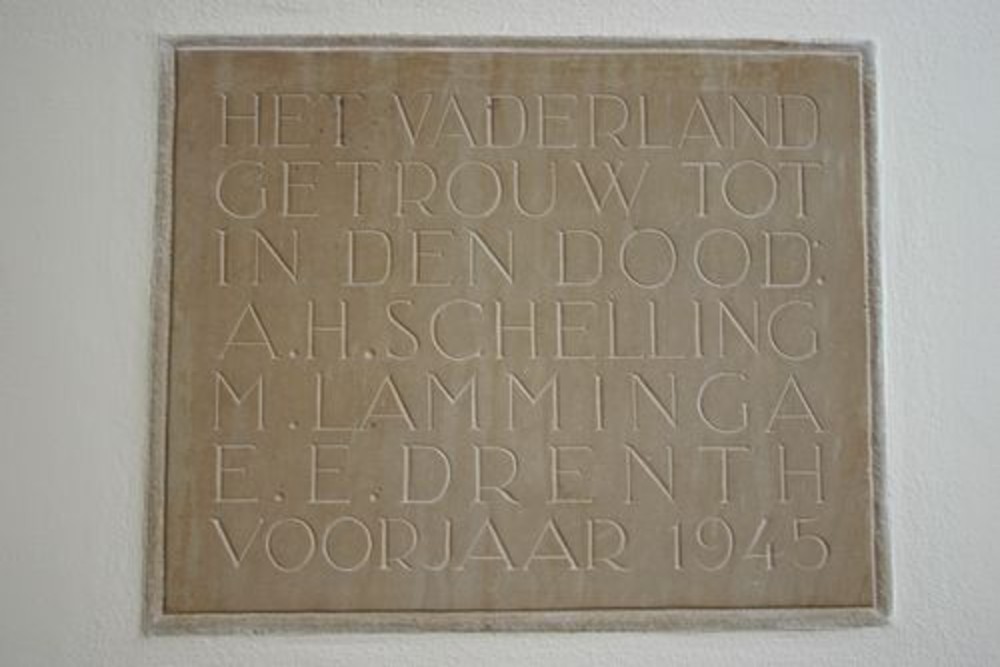 HET VADERLAND
GETROUW TOT
IN DEN DOOD:
A.H.SCHELLING
M.LAMMINGA
E.E.DRENTH
VOORJAAR 1945